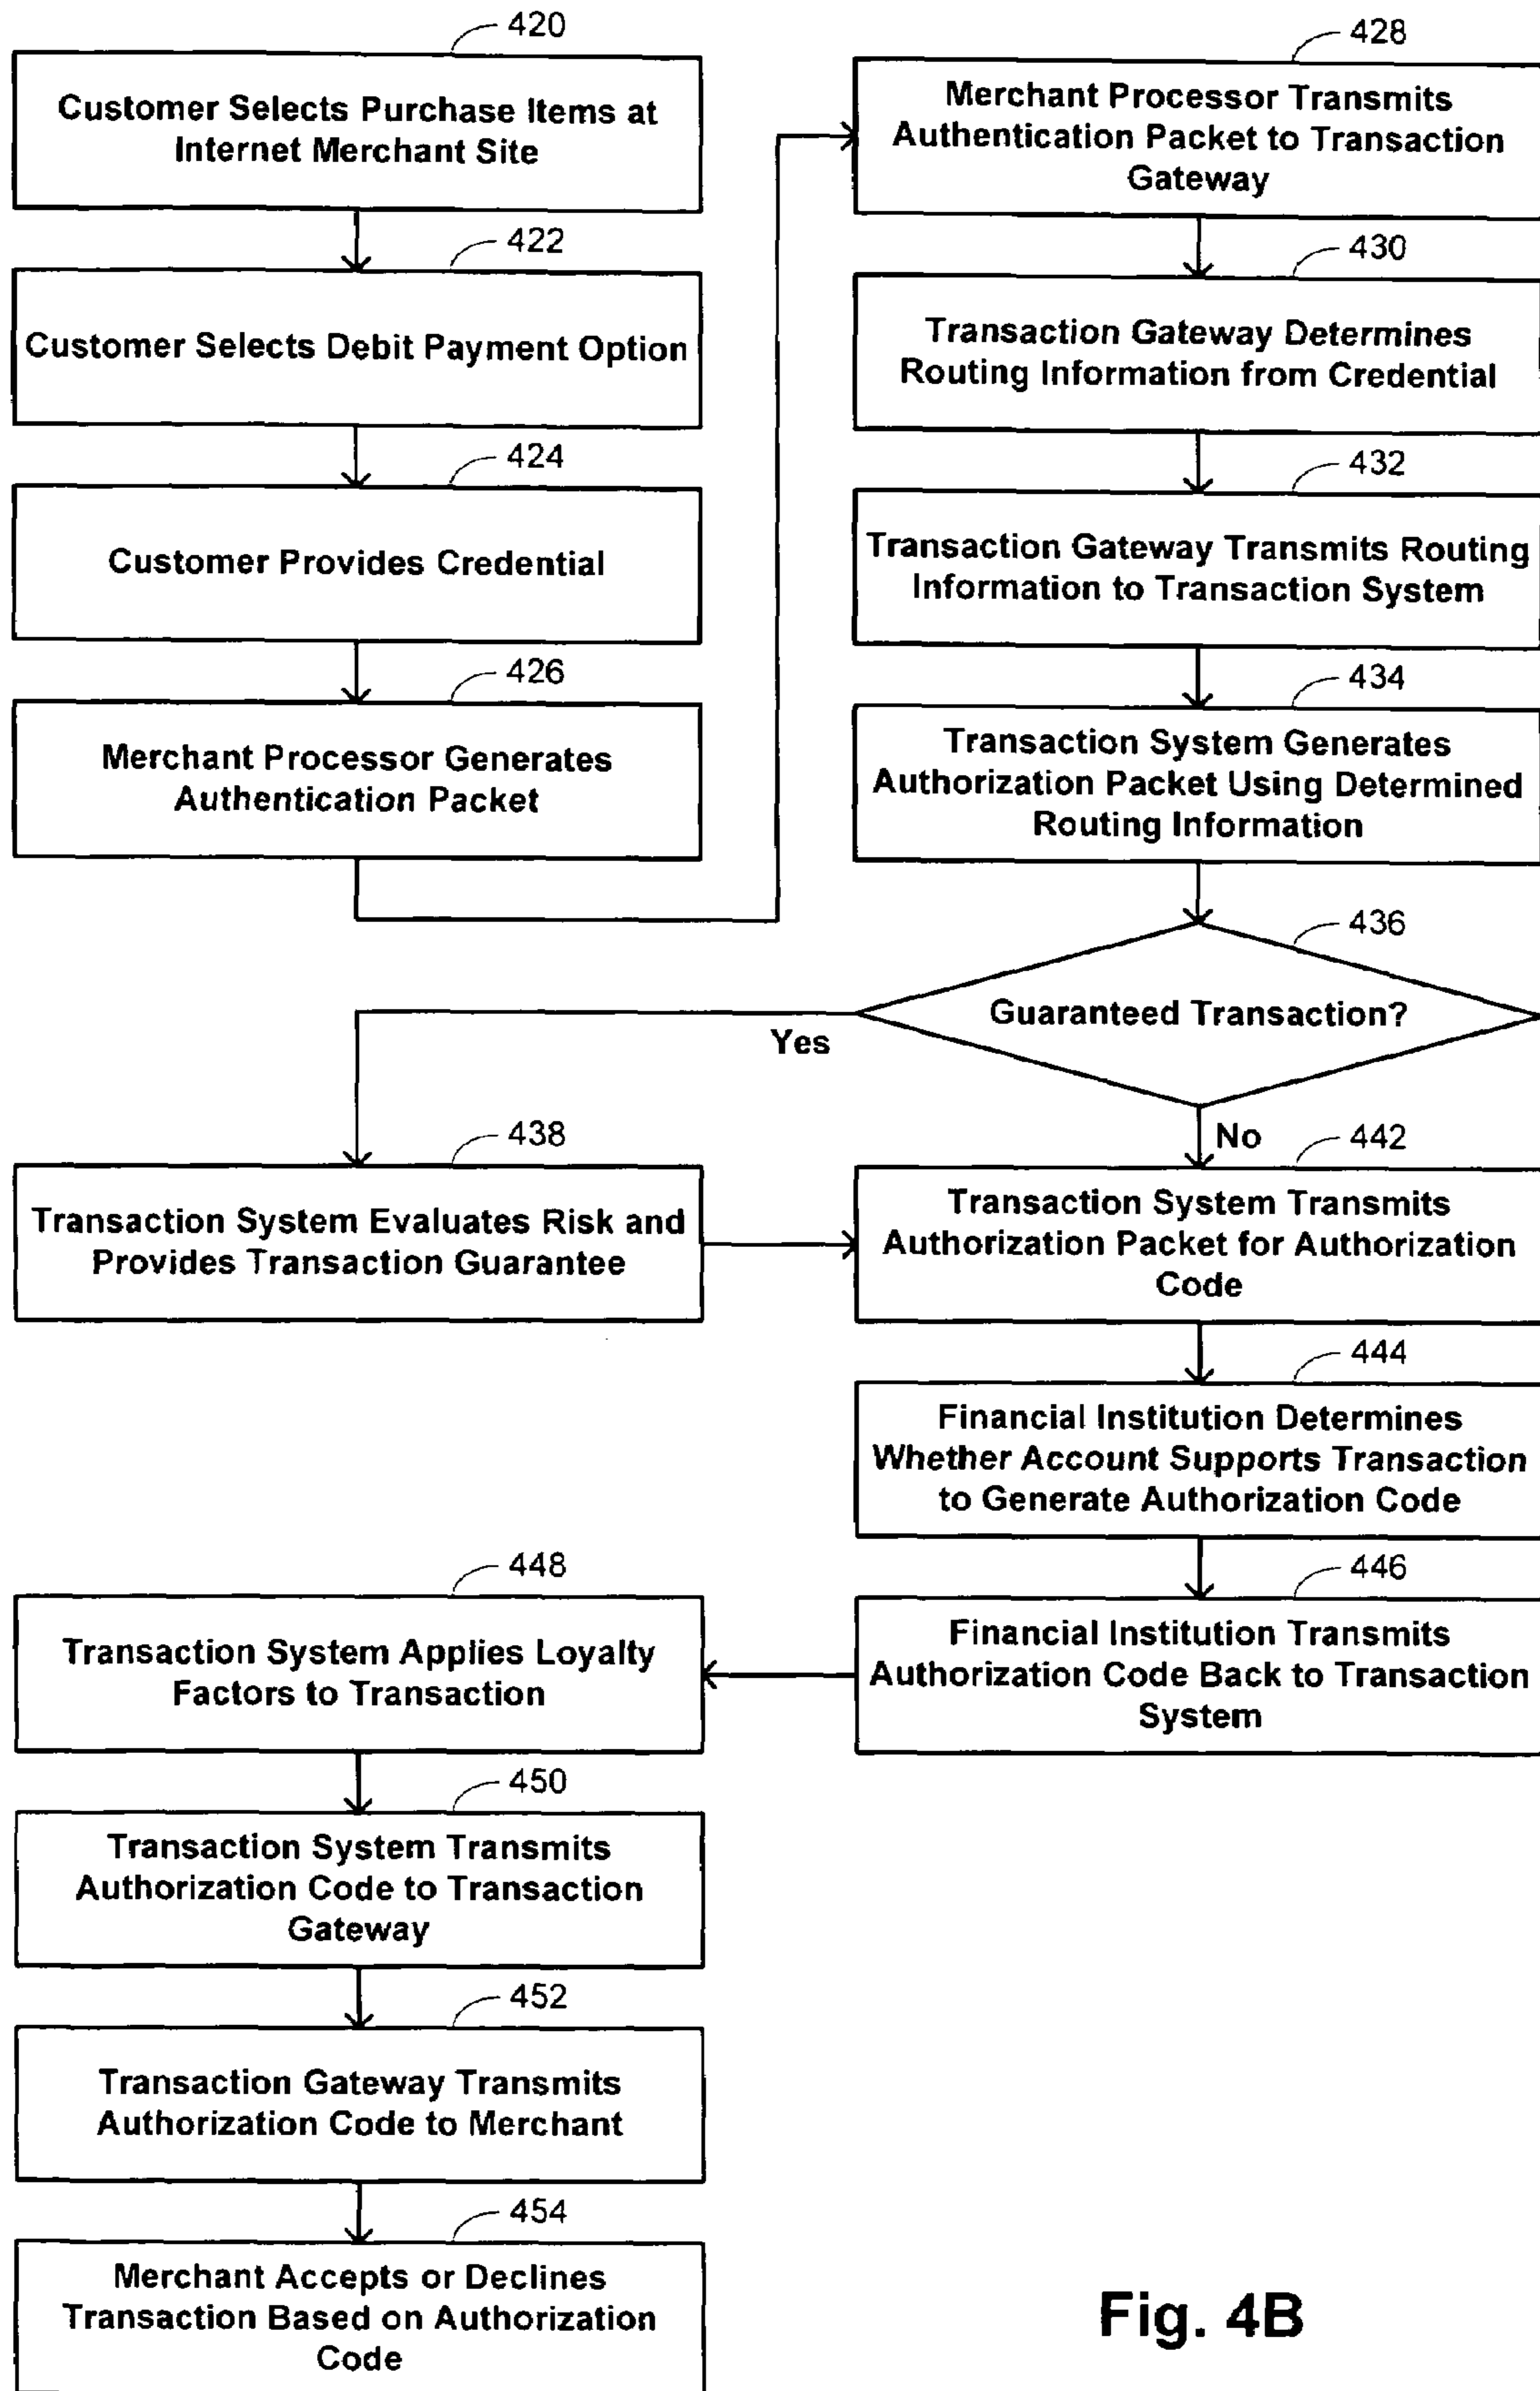 420
Customer Selects Purchase Items at
Internet Merchant Site
422
Customer Selects Debit Payment Option
424
Customer Provides Credential
426
Merchant Processor Generates
Authentication Packet
428
Merchant Processor Transmits
Authentication Packet to Transaction
Gateway
430
Transaction Gateway Determines
Routing Information from Credential
432
Transaction Gateway Transmits Routing
Information to Transaction System
434
Transaction System Generates
Authorization Packet Using Determined
Routing Information
436
Guaranteed Transaction?
Yes
No
438
Transaction System Evaluates Risk and
Provides Transaction Guarantee
442
Transaction System Transmits
Authorization Packet for Authorization
Code
444
Financial Institution Determines
Whether Account Supports Transaction
to Generate Authorization Code
446
Financial Institution Transmits
Authorization Code Back to Transaction
System
448
Transaction System Applies Loyalty
Factors to Transaction
450
Transaction System Transmits
Authorization Code to Transaction
Gateway
452
Transaction Gateway Transmits
Authorization Code to Merchant
454
Merchant Accepts or Declines
Transaction Based on Authorization
Code
Fig. 4B